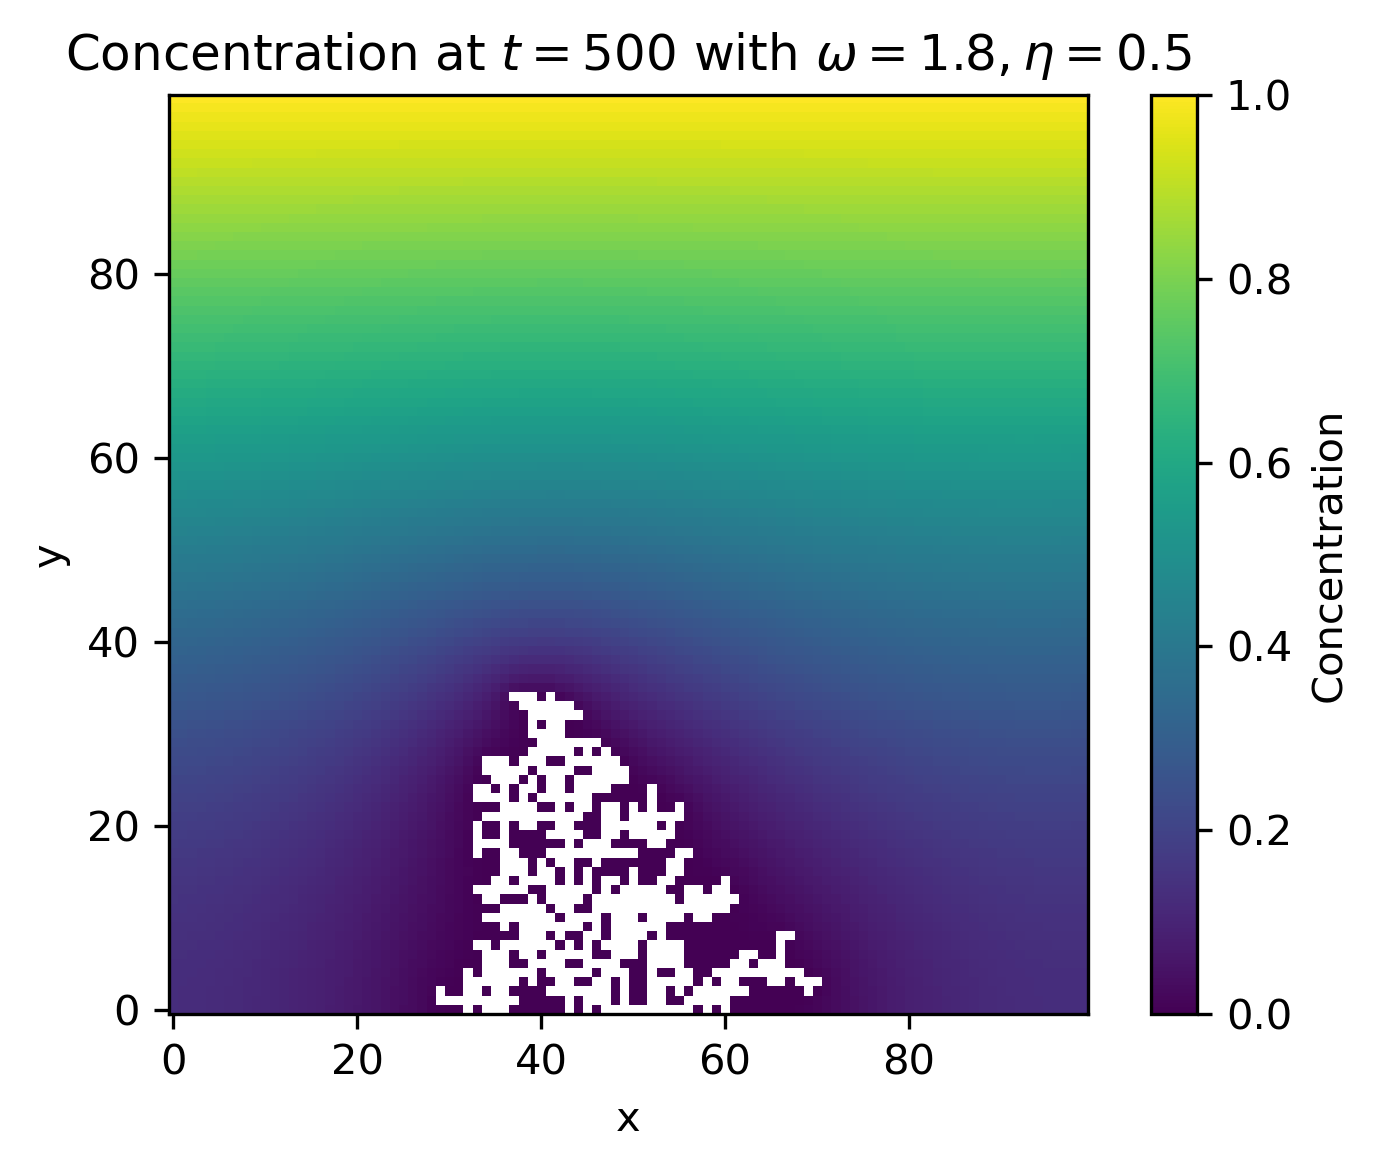 Concentration at t = 500 with ω = 1.8, η = 0.5
1.0
0.8
0.6
0.4
0.2
0.0
Concentration
80
60
40
20
0
y
0 20 40 60 80
x